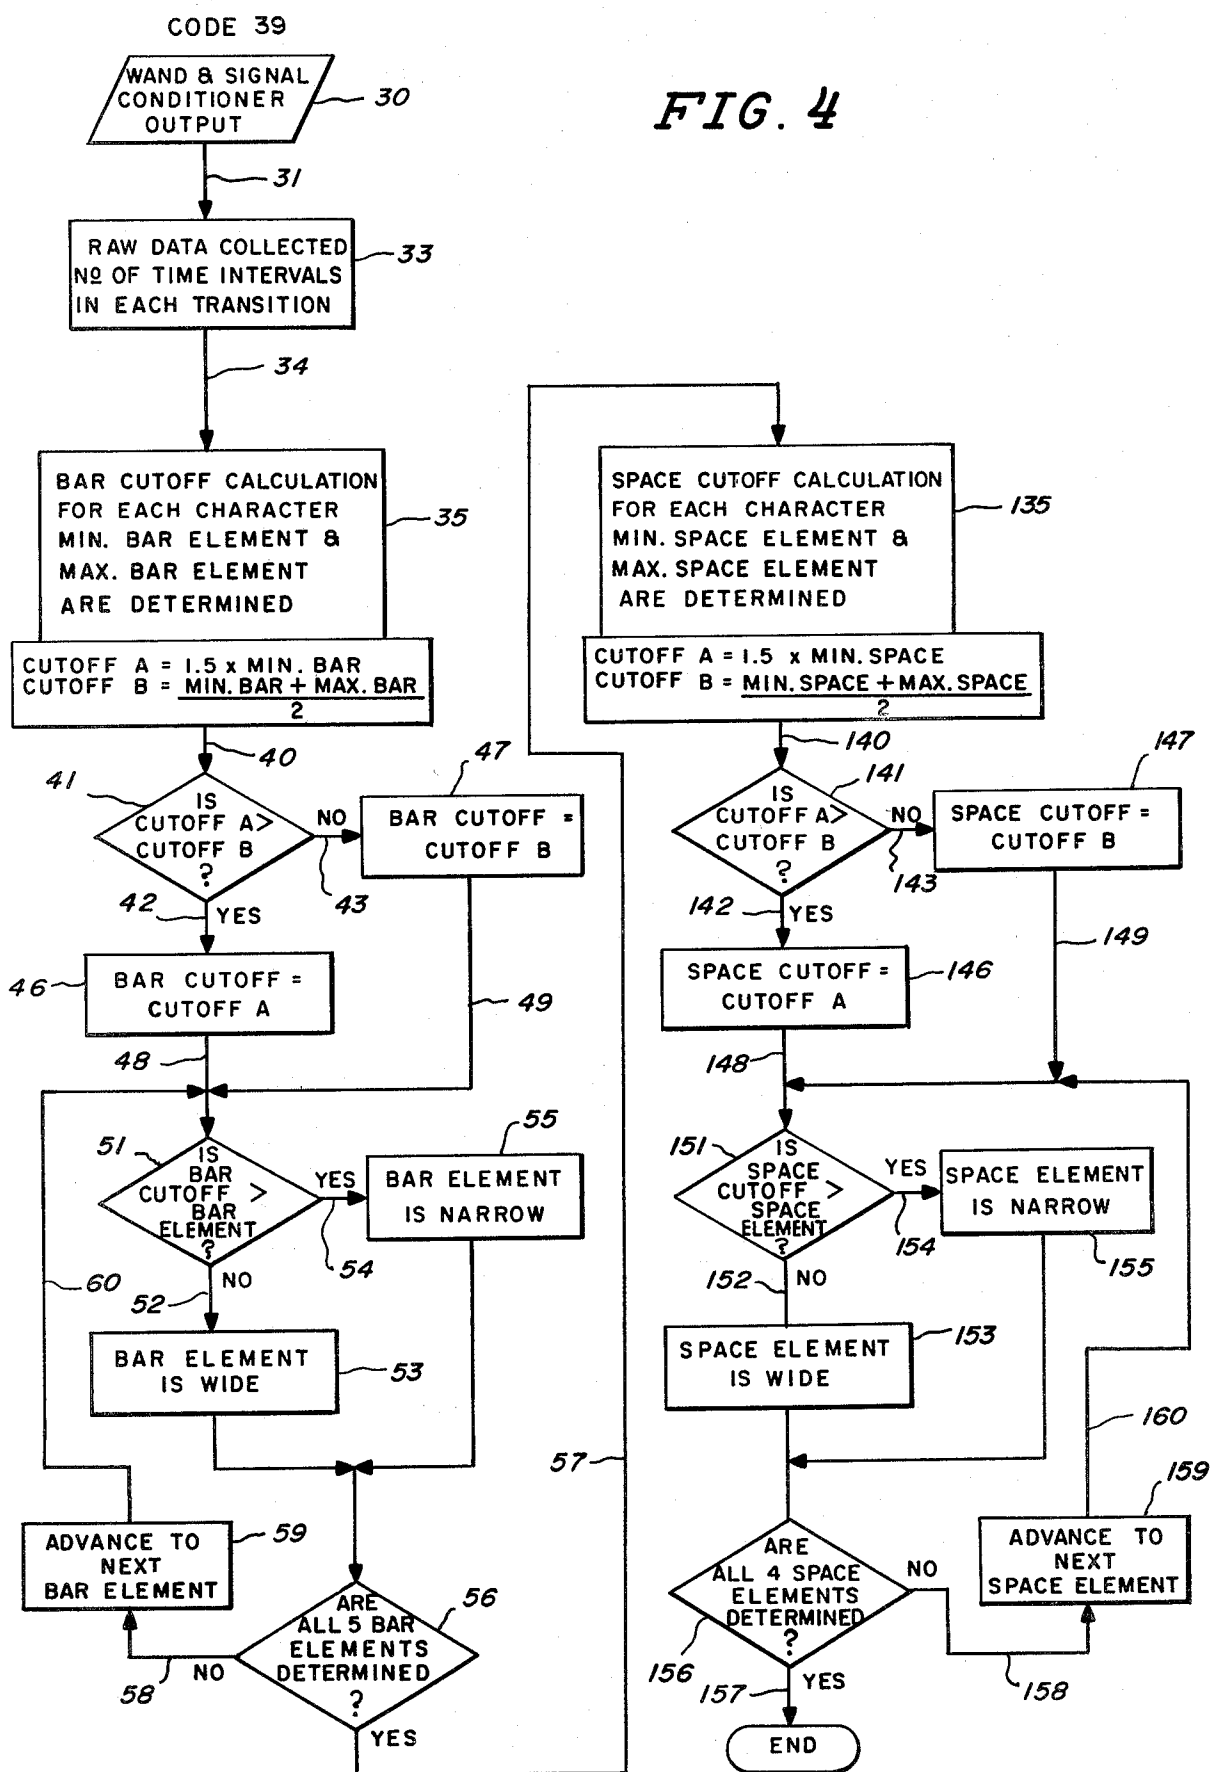 CODE 39
FIG. 4
WAND & SIGNAL
CONDITIONER
OUTPUT
30
31
RAW DATA COLLECTED
Nº OF TIME INTERVALS
IN EACH TRANSITION
33
34
BAR CUTOFF CALCULATION
FOR EACH CHARACTER
MIN. BAR ELEMENT &
MAX. BAR ELEMENT
ARE DETERMINED
35
CUTOFF A = 1.5 x MIN. BAR
CUTOFF B = MIN. BAR + MAX. BAR
2
40
41
IS
CUTOFF A >
CUTOFF B
?
NO
43
47
BAR CUTOFF =
CUTOFF B
42
YES
46
BAR CUTOFF =
CUTOFF A
49
48
51
IS
BAR
CUTOFF >
BAR
ELEMENT
?
YES
54
55
BAR ELEMENT
IS NARROW
60
52
NO
BAR ELEMENT
IS WIDE
53
59
ADVANCE TO
NEXT
BAR ELEMENT
56
ARE
ALL 5 BAR
ELEMENTS
DETERMINED
?
58
NO
YES
57
SPACE CUTOFF CALCULATION
FOR EACH CHARACTER
MIN. SPACE ELEMENT &
MAX. SPACE ELEMENT
ARE DETERMINED
135
CUTOFF A = 1.5 x MIN. SPACE
CUTOFF B = MIN. SPACE + MAX. SPACE
2
140
141
IS
CUTOFF A >
CUTOFF B
?
NO
143
147
SPACE CUTOFF =
CUTOFF B
142
YES
149
SPACE CUTOFF =
CUTOFF A
146
148
151
IS
SPACE
CUTOFF >
SPACE
ELEMENT
?
YES
154
SPACE ELEMENT
IS NARROW
155
152
NO
SPACE ELEMENT
IS WIDE
153
160
159
ADVANCE TO
NEXT
SPACE ELEMENT
ARE
ALL 4 SPACE
ELEMENTS
DETERMINED
?
NO
156
158
157
YES
END